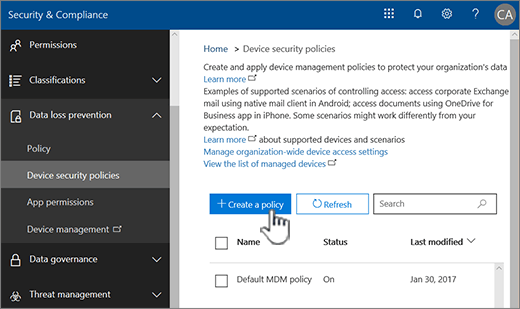 Security & Compliance
?
CA
Permissions
Classifications
Data loss prevention
Policy
Device security policies
App permissions
Device management
Data governance
Threat management
Home > Device security policies
Create and apply device management policies to protect your organization's data
Learn more
Examples of supported scenarios of controlling access: access corporate Exchange
mail using native mail client in Android; access documents using OneDrive for
Business app in iPhone. Some scenarios might work differently from your
expectation.
Learn more about supported devices and scenarios
Manage organization-wide device access settings
View the list of managed devices
+ Create a policy
Refresh
Search
Name Status Last modified
Default MDM policy On Jan 30, 2017